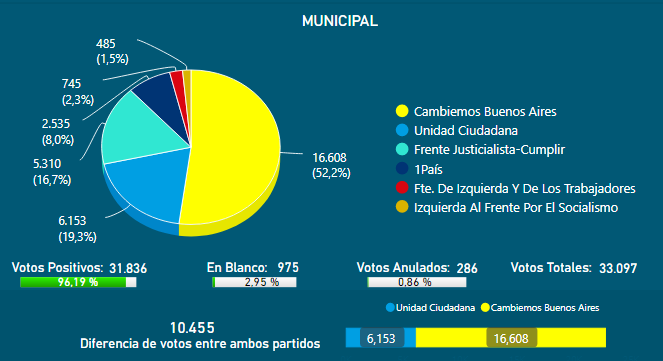 MUNICIPAL
485
(1,5%)
745
(2,3%)
2.535
(8,0%)
5.310
(16,7%)
6.153
(19,3%)
16.608
(52,2%)
Cambiemos Buenos Aires
Unidad Ciudadana
Frente Justicialista-Cumplir
1País
Fte. De Izquierda Y De Los Trabajadores
Izquierda Al Frente Por El Socialismo
Votos Positivos: 31.836
96,19 %
En Blanco: 975
2,95 %
Votos Anulados: 286
0,86 %
Votos Totales: 33.097
10.455
Diferencia de votos entre ambos partidos
Unidad Ciudadana Cambiemos Buenos Aires
6,153 16,608